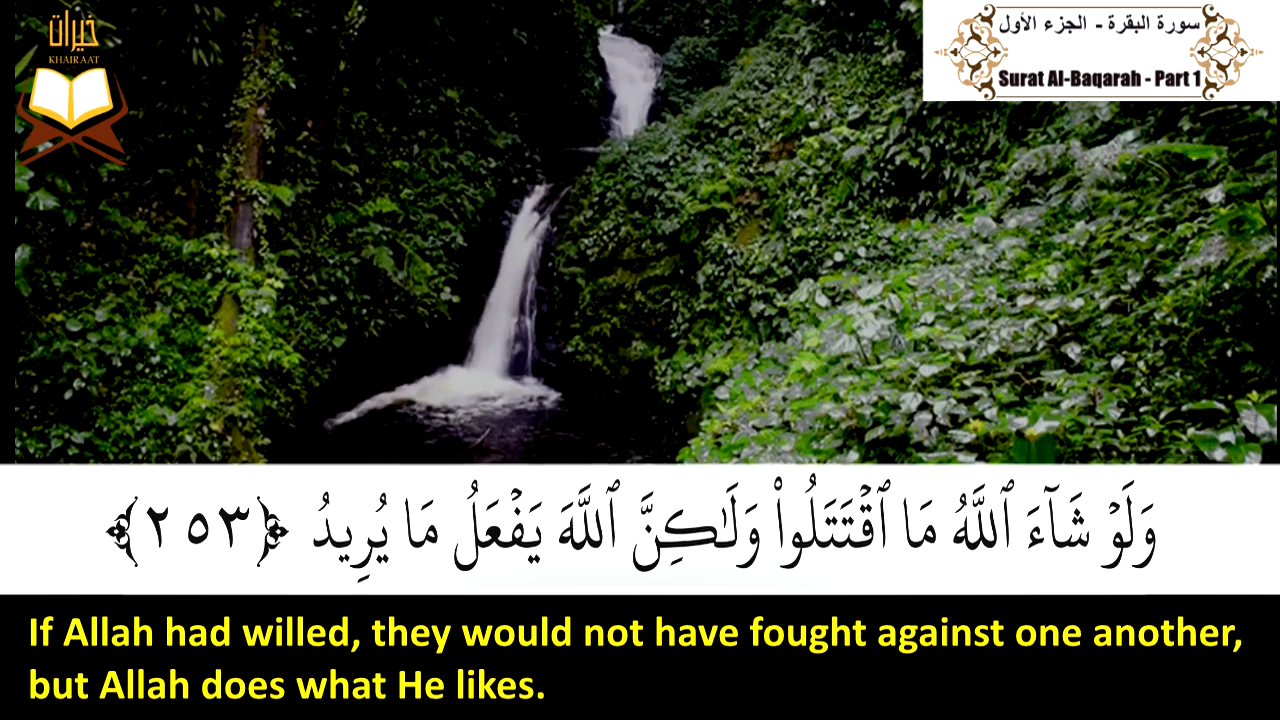 خيرات
KHAIRAAT
سورة البقرة - الجزء الأول
Surat Al-Baqarah - Part 1
وَلَوْ شَآءَ ٱللَّهُ مَا ٱقْتَتَلُوا۟ وَلَـٰكِنَّ ٱللَّهَ يَفْعَلُ مَا يُرِيدُ ﴿٢٥٣﴾
If Allah had willed, they would not have fought against one another,
but Allah does what He likes.